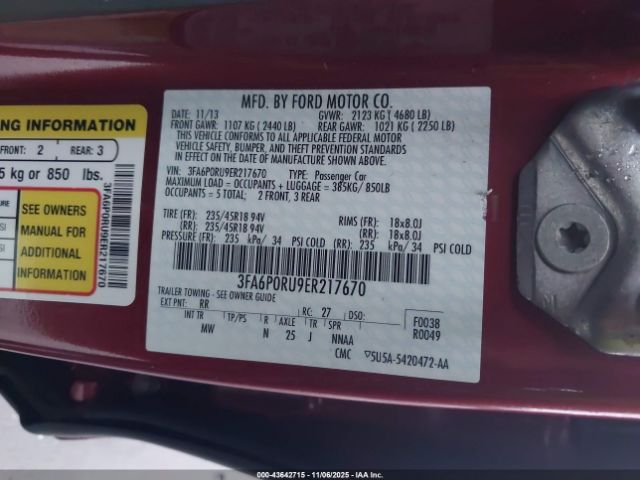 NG INFORMATION
FRONT: 2 REAR: 3
5 kg or 850 lbs.
SEE OWNERS
MANUAL FOR
ADDITIONAL
INFORMATION
3FA6P0RU9ER217670
MFD. BY FORD MOTOR CO.
DATE: 11/13 GVWR: 2123 KG (4680 LB)
FRONT GAWR: 1107 KG (2440 LB) REAR GAWR: 1021 KG (2250 LB)
THIS VEHICLE CONFORMS TO ALL APPLICABLE FEDERAL MOTOR
VEHICLE SAFETY, BUMPER, AND THEFT PREVENTION STANDARDS
IN EFFECT ON THE DATE OF MANUFACTURE SHOWN ABOVE.
VIN: 3FA6P0RU9ER217670 TYPE: Passenger Car
MAXIMUM LOAD = OCCUPANTS + LUGGAGE = 385KG/ 850LB
OCCUPANTS = 5 TOTAL; 2 FRONT, 3 REAR
TIRE (FR): 235/45R18 94V RIMS (FR): 18x8.0J
(RR): 235/45R18 94V (RR): 18x8.0J
PRESSURE (FR): 235 kPa/ 34 PSI COLD (RR): 235 kPa/ 34 PSI COLD
3FA6P0RU9ER217670
TRAILER TOWING - SEE OWNER GUIDE
EXT PNT: RR RC: 27 DSO: F0038
INT TR TP/PS R AXLE TR SPR R0049
MW N 25 J NNAA
CMC ▽5U5A-5420472-AA
000-43642715 - 11/06/2025 - IAAI.COM